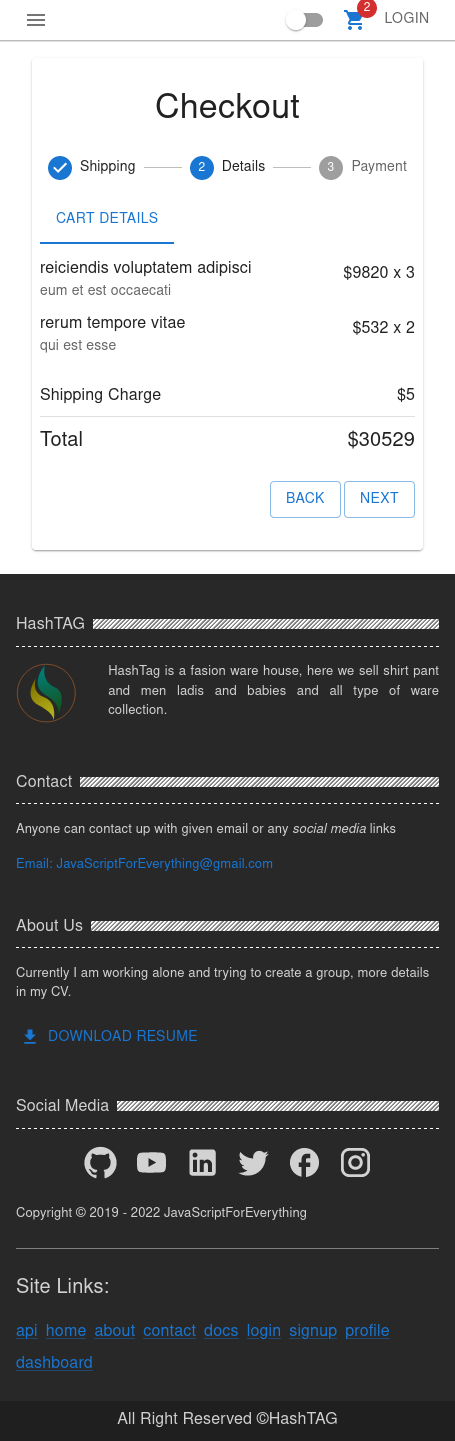 2
LOGIN
Checkout
Shipping 2 Details 3 Payment
CART DETAILS
reiciendis voluptatem adipisci
$9820 x 3
eum et est occaecati
rerum tempore vitae
$532 x 2
qui est esse
Shipping Charge $5
Total $30529
BACK NEXT
HashTAG
HashTag is a fasion ware house, here we sell shirt pant
and men ladis and babies and all type of ware
collection.
Contact
Anyone can contact up with given email or any social media links
Email: JavaScriptForEverything@gmail.com
About Us
Currently I am working alone and trying to create a group, more details
in my CV.
DOWNLOAD RESUME
Social Media
Copyright © 2019 - 2022 JavaScriptForEverything
Site Links:
api home about contact docs login signup profile
dashboard
All Right Reserved ©HashTAG